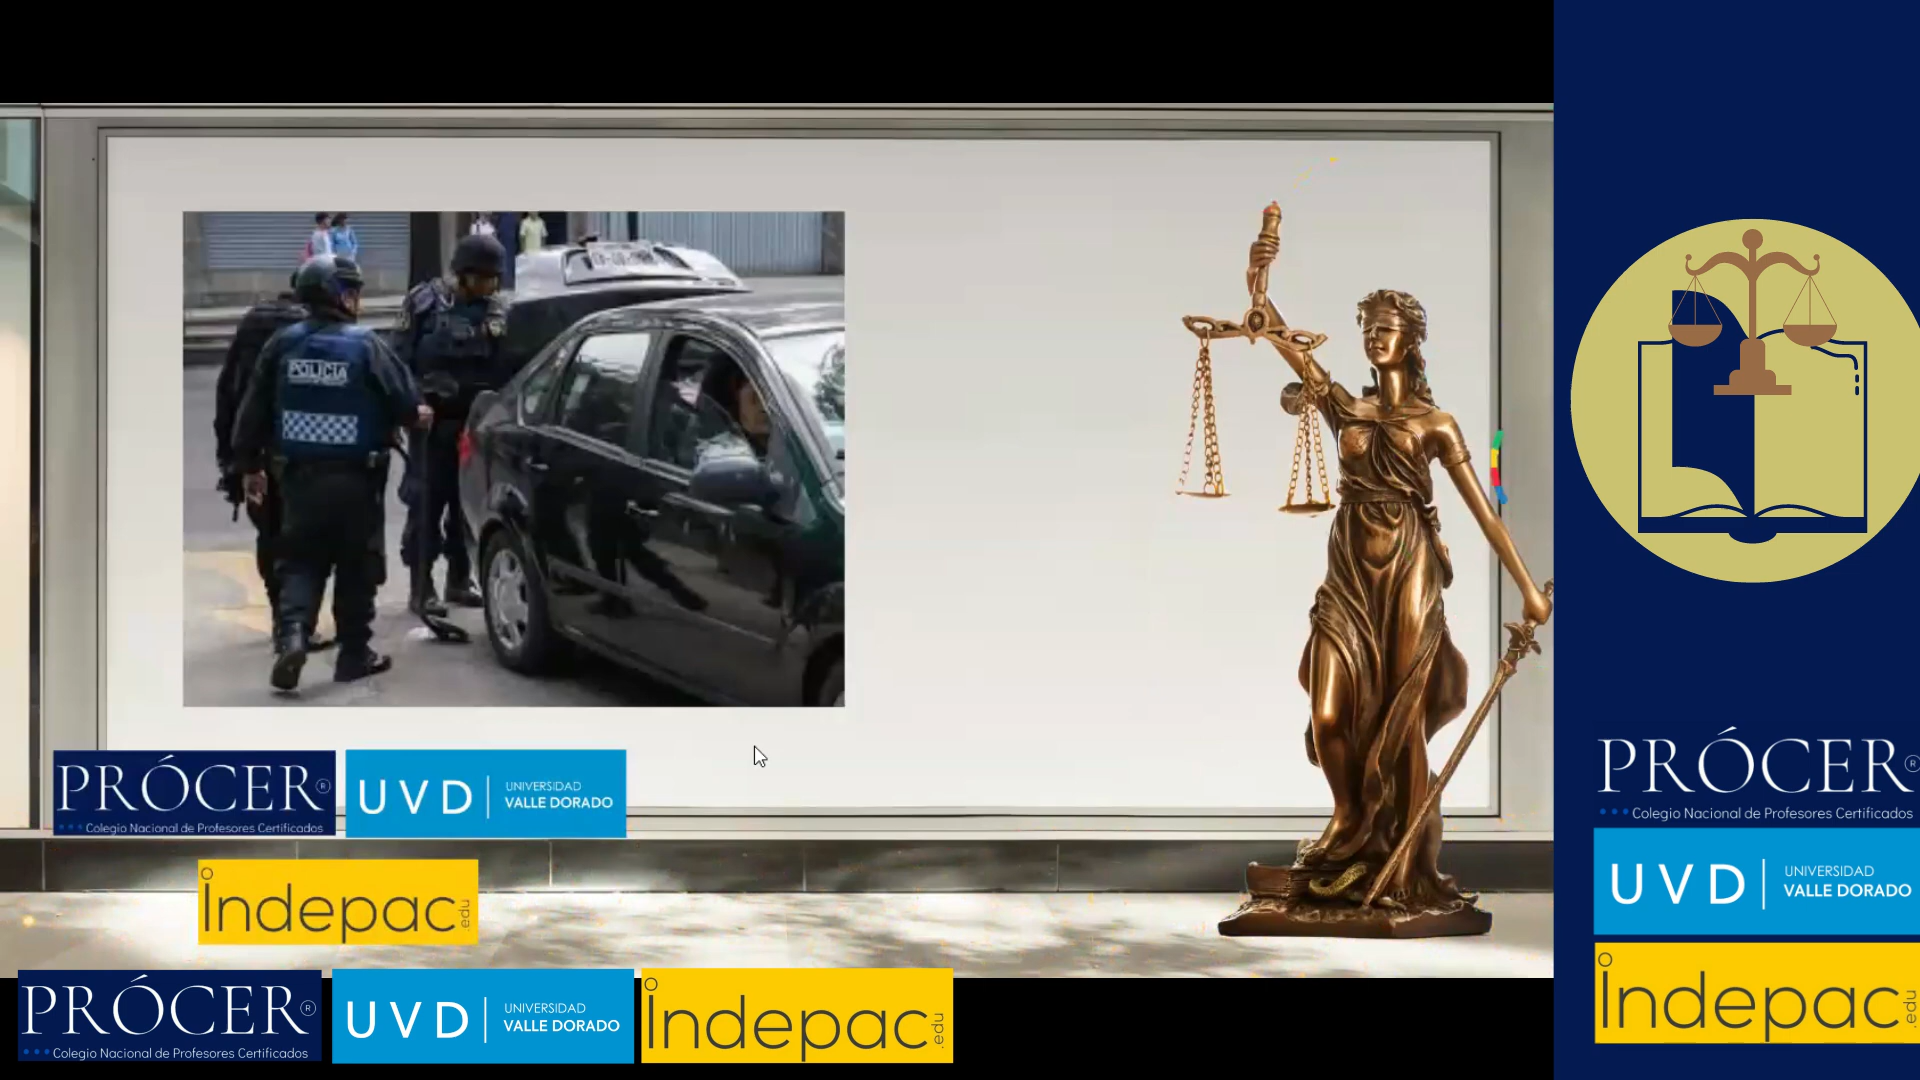 POLICIA
PRÓCER®
Colegio Nacional de Profesores Certificados
UVD
UNIVERSIDAD
VALLE DORADO
indepac.edu
PRÓCER®
Colegio Nacional de Profesores Certificados
UVD
UNIVERSIDAD
VALLE DORADO
indepac.edu
PRÓCER®
Colegio Nacional de Profesores Certificados
UVD
UNIVERSIDAD
VALLE DORADO
indepac.edu